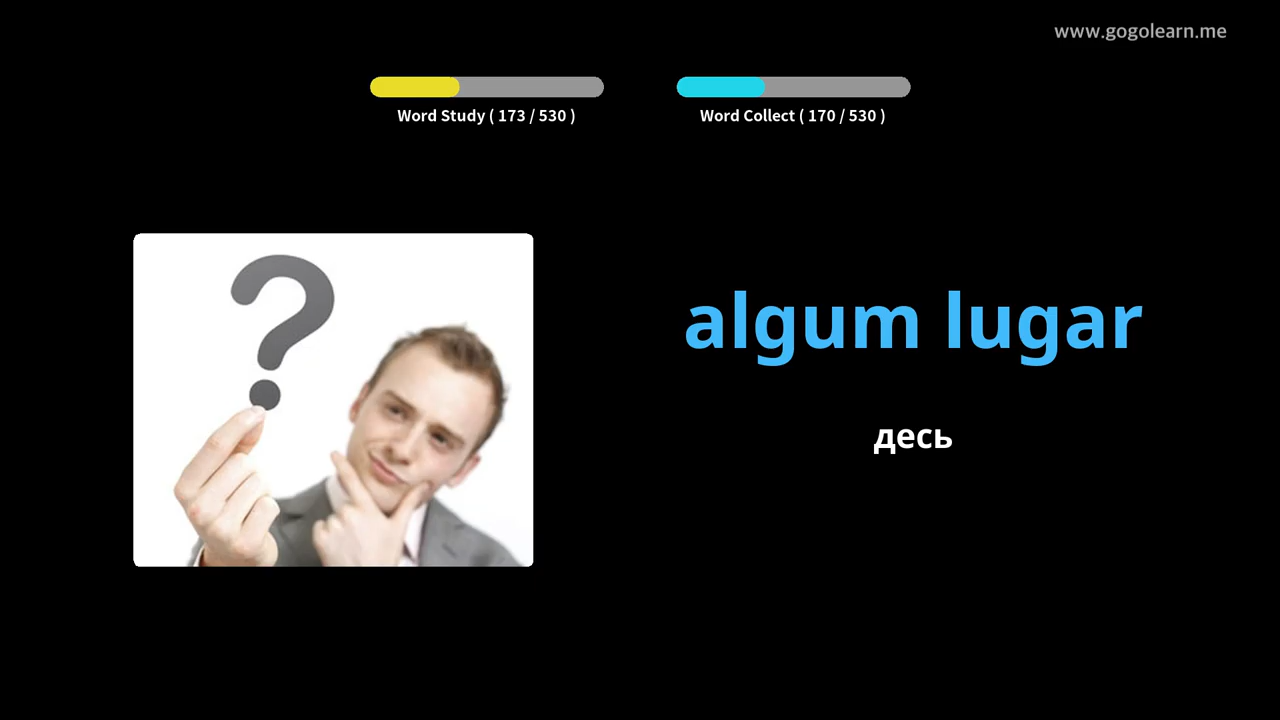 www.gogolearn.me
Word Study ( 173 / 530 )
Word Collect ( 170 / 530 )
algum lugar
десь